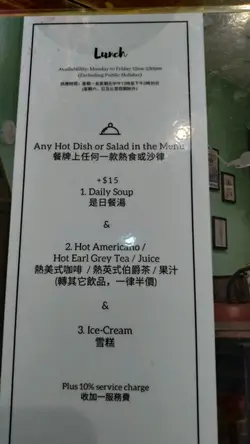 Lunch
Availability: Monday to Friday 12nn-2:30pm
(Excluding Public Holiday)
Any Hot Dish or Salad in the Menu
餐牌上任何一款熱食或沙律
+$15
1. Daily Soup
是日餐湯
&
2. Hot Americano /
Hot Earl Grey Tea / Juice
熱美式咖啡 / 熱英式伯爵茶 / 果汁
(轉其它飲品，一律半價)
&
3. Ice-Cream
雪糕
Plus 10% service charge
收加一服務費